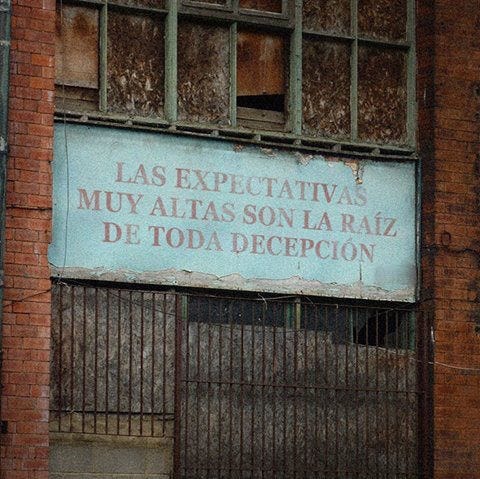 LAS EXPECTATIVAS
MUY ALTAS SON LA RAÍZ
DE TODA DECEPCIÓN